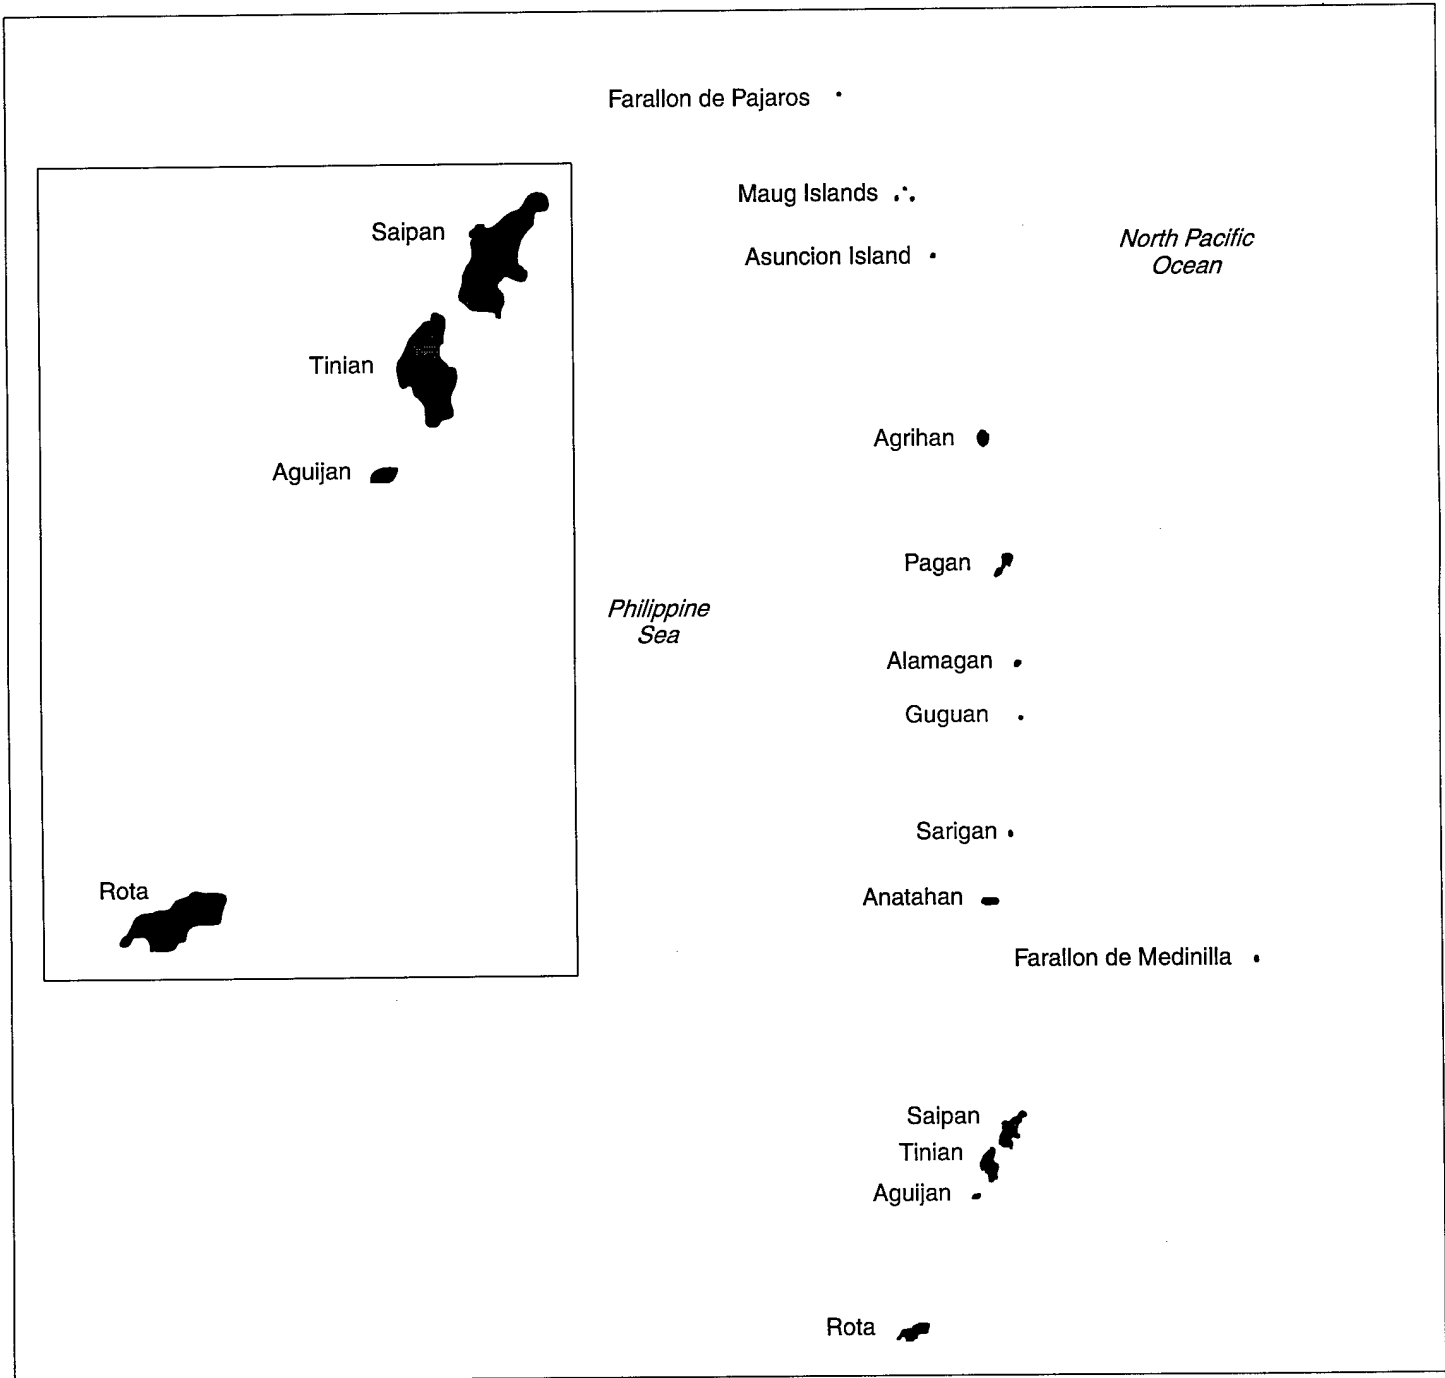 Farallon de Pajaros
Maug Islands
Asuncion Island
North Pacific
Ocean
Saipan
Tinian
Aguijan
Rota
Agrihan
Pagan
Philippine
Sea
Alamagan
Guguan
Sarigan
Anatahan
Farallon de Medinilla
Saipan
Tinian
Aguijan
Rota